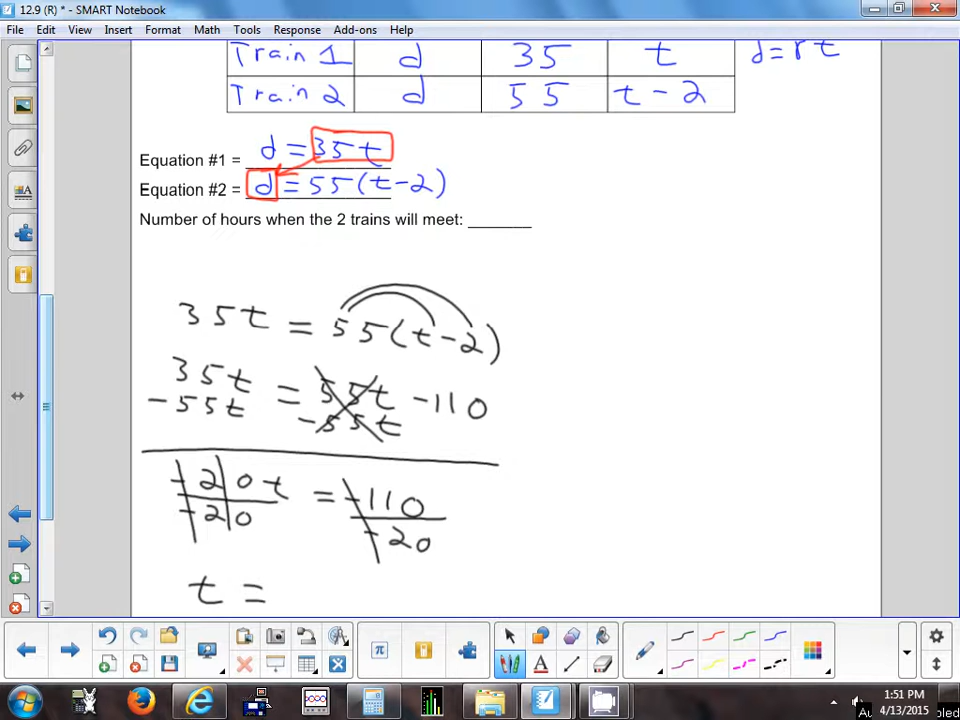 12.9 (R) * - SMART Notebook
File Edit View Insert Format Math Tools Response Add-ons Help
Train 1 d 35 t d = rt
Train 2 d 55 t - 2
Equation #1 = d = 35t
Equation #2 = d = 55(t-2)
Number of hours when the 2 trains will meet: _______
35t = 55(t-2)
35t = 55t -110
-55t -55t
-20t = -110
-20 -20
t =
1:51 PM
4/13/2015